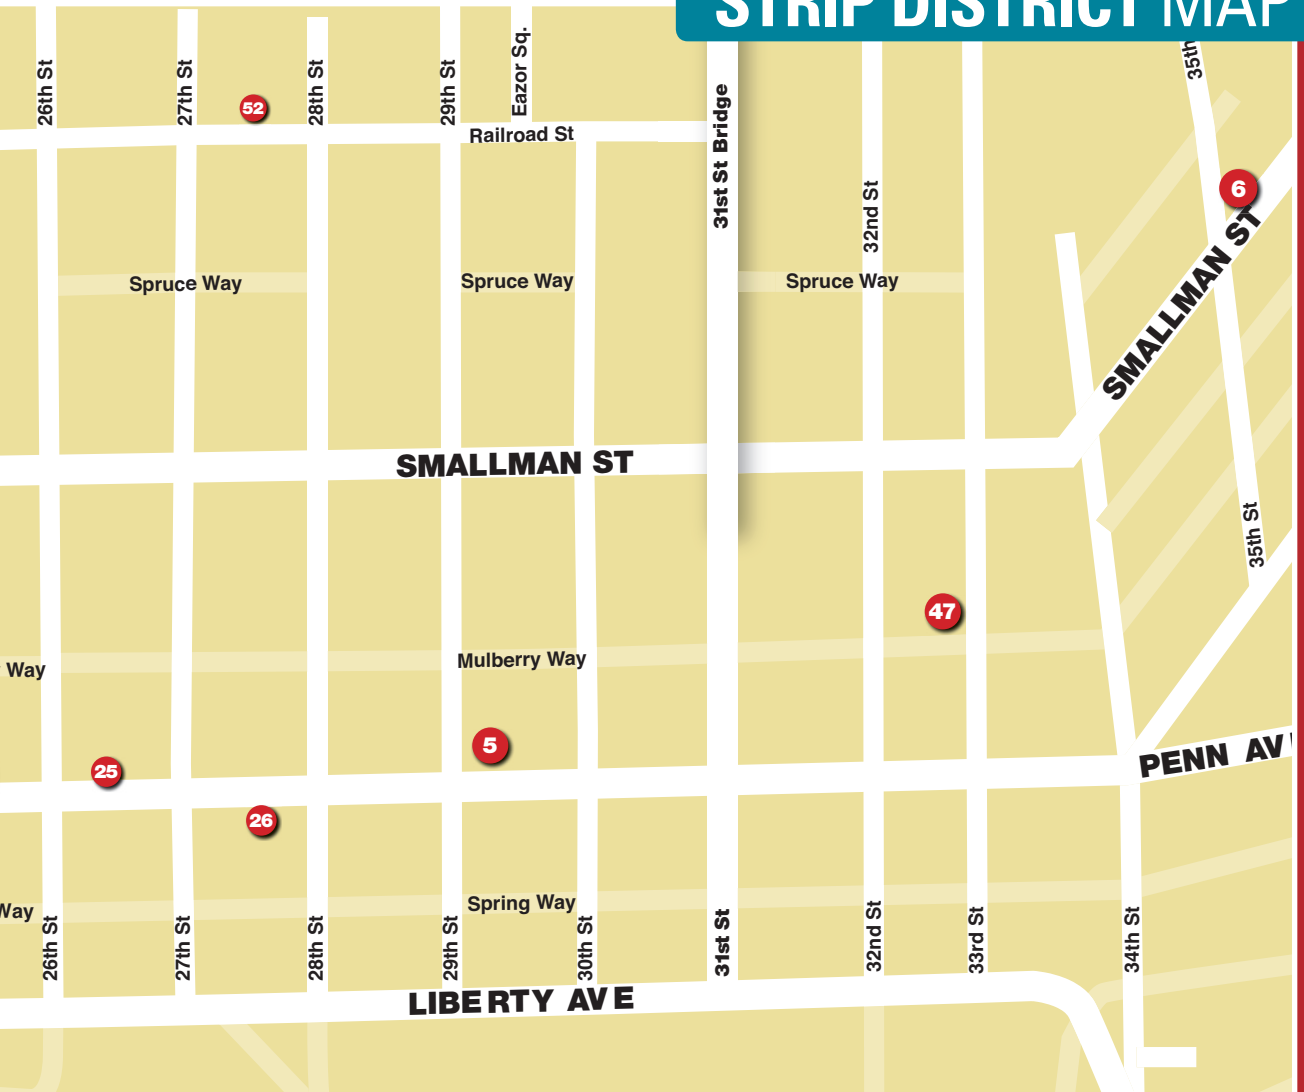 STRIP DISTRICT MAP
26th St
27th St
28th St
29th St
Eazor Sq.
35th
52
Railroad St
31st St Bridge
32nd St
6
Spruce Way
Spruce Way
Spruce Way
SMALLMAN ST
SMALLMAN ST
35th St
47
Way
Mulberry Way
5
25
PENN AV
26
Way
Spring Way
26th St
27th St
28th St
29th St
30th St
31st St
32nd St
33rd St
34th St
LIBERTY AVE